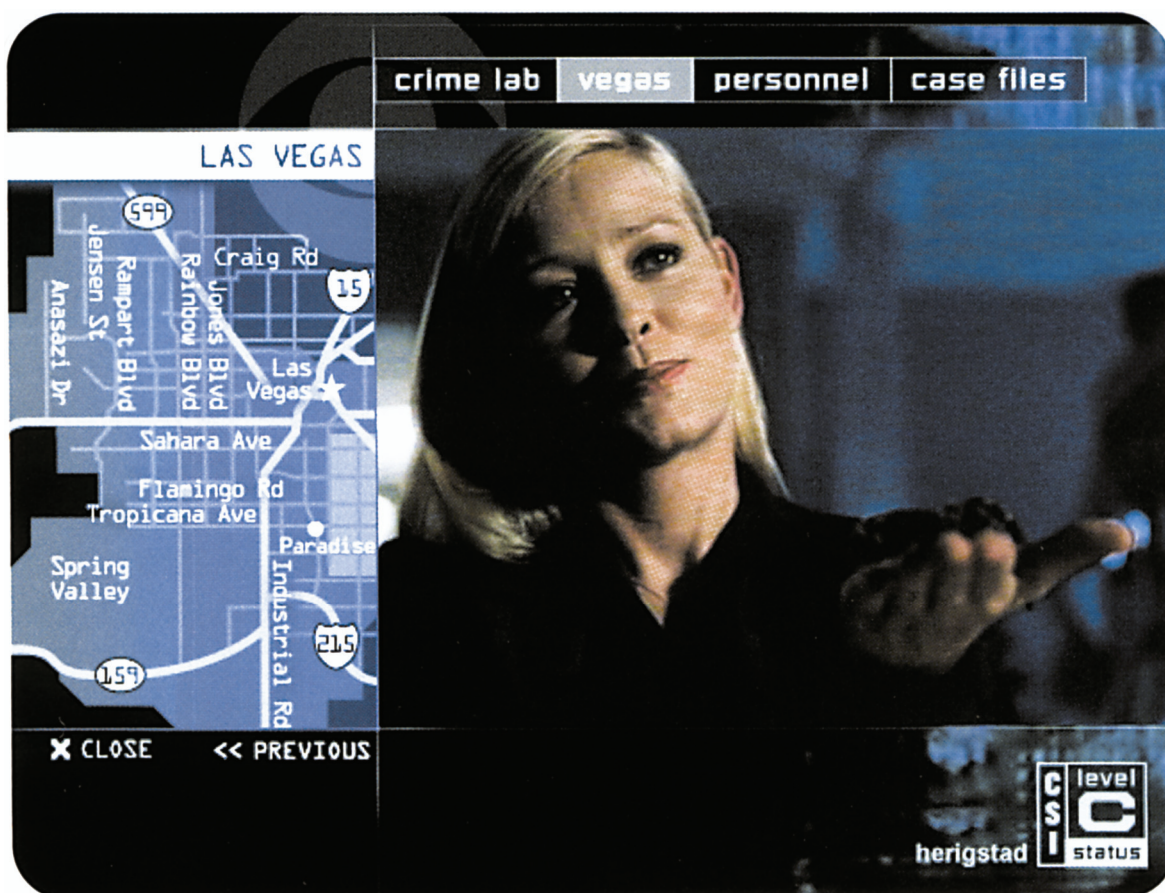 crime lab
vegas
personnel
case files
LAS VEGAS
599
Jensen St
Anasazi Dr
Rampart Blvd
Rainbow Blvd
Jones Blvd
Craig Rd
15
Las
Vegas
Sahara Ave
Flamingo Rd
Tropicana Ave
Paradise
Spring
Valley
Industrial Rd
215
159
X CLOSE
<< PREVIOUS
herigstad
CSI
level
C
status